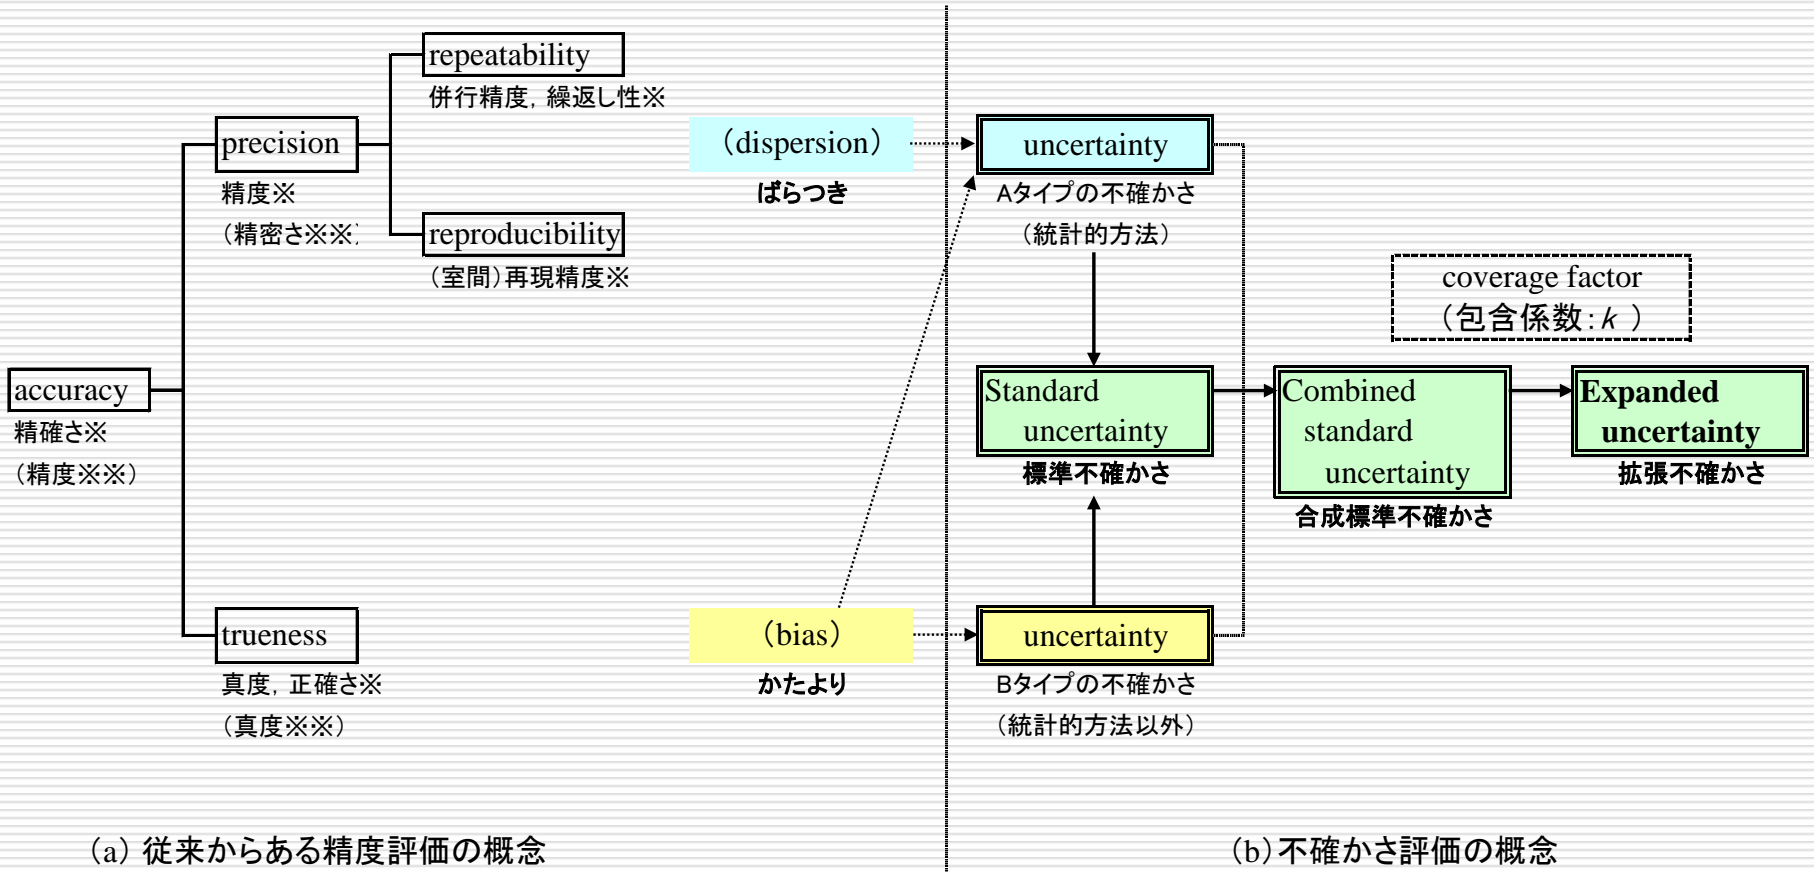 repeatability
併行精度，繰返し性※
precision
精度※
（精密さ※※）
reproducibility
（室間）再現精度※
accuracy
精確さ※
（精度※※）
trueness
真度，正確さ※
（真度※※）
（dispersion）
ばらつき
（bias）
かたより
uncertainty
Aタイプの不確かさ
（統計的方法）
coverage factor
（包含係数：k ）
Standard
uncertainty
標準不確かさ
Combined
standard
uncertainty
合成標準不確かさ
Expanded
uncertainty
拡張不確かさ
uncertainty
Bタイプの不確かさ
（統計的方法以外）
（a）従来からある精度評価の概念
（b）不確かさ評価の概念